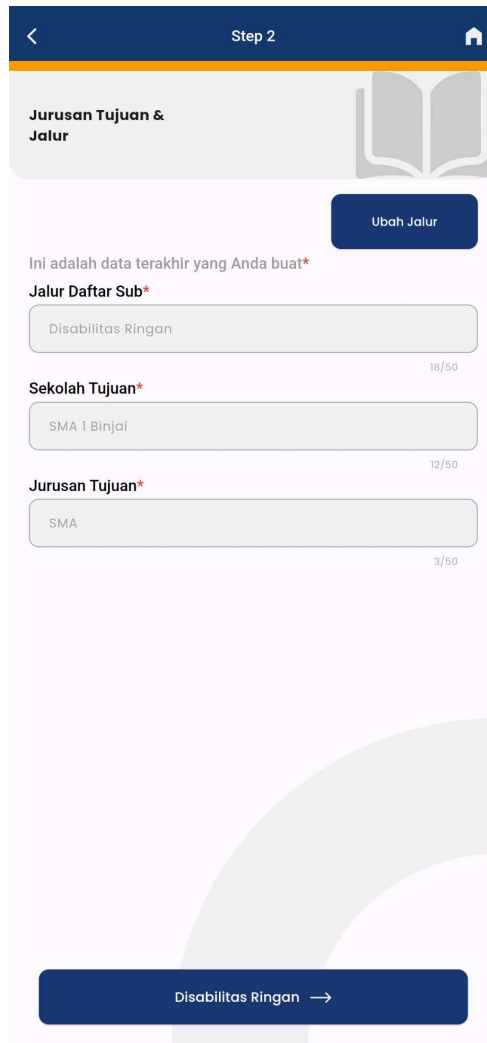 Step 2
Jurusan Tujuan &
Jalur
Ubah Jalur
Ini adalah data terakhir yang Anda buat*
Jalur Daftar Sub*
Disabilitas Ringan
18/50
Sekolah Tujuan*
SMA 1 Binjai
12/50
Jurusan Tujuan*
SMA
3/50
Disabilitas Ringan →